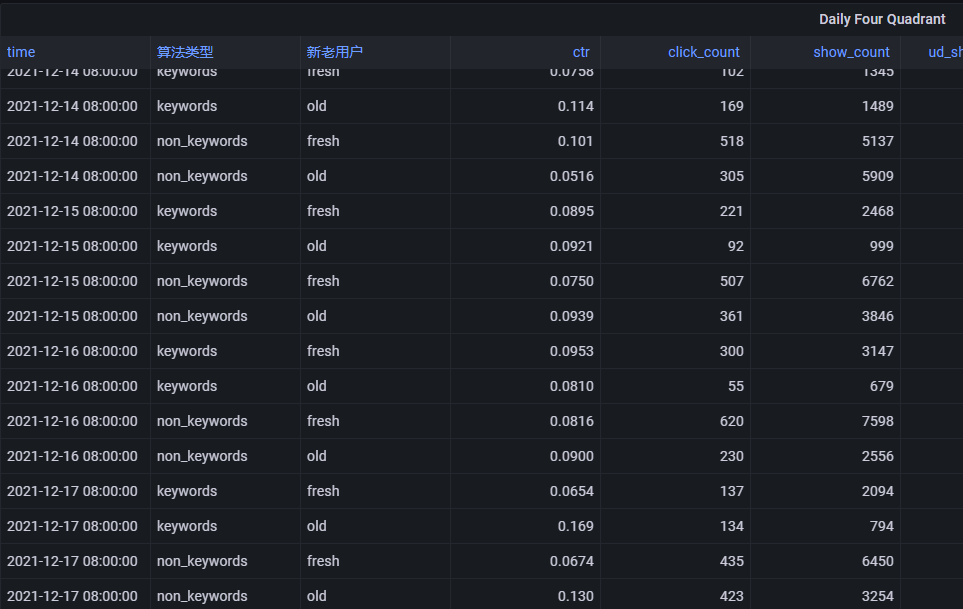 Daily Four Quadrant
time 算法类型 新老用户 ctr click_count show_count
2021-12-14 08:00:00 keywords fresh 0.0758 102 1345
2021-12-14 08:00:00 keywords old 0.114 169 1489
2021-12-14 08:00:00 non_keywords fresh 0.101 518 5137
2021-12-14 08:00:00 non_keywords old 0.0516 305 5909
2021-12-15 08:00:00 keywords fresh 0.0895 221 2468
2021-12-15 08:00:00 keywords old 0.0921 92 999
2021-12-15 08:00:00 non_keywords fresh 0.0750 507 6762
2021-12-15 08:00:00 non_keywords old 0.0939 361 3846
2021-12-16 08:00:00 keywords fresh 0.0953 300 3147
2021-12-16 08:00:00 keywords old 0.0810 55 679
2021-12-16 08:00:00 non_keywords fresh 0.0816 620 7598
2021-12-16 08:00:00 non_keywords old 0.0900 230 2556
2021-12-17 08:00:00 keywords fresh 0.0654 137 2094
2021-12-17 08:00:00 keywords old 0.169 134 794
2021-12-17 08:00:00 non_keywords fresh 0.0674 435 6450
2021-12-17 08:00:00 non_keywords old 0.130 423 3254